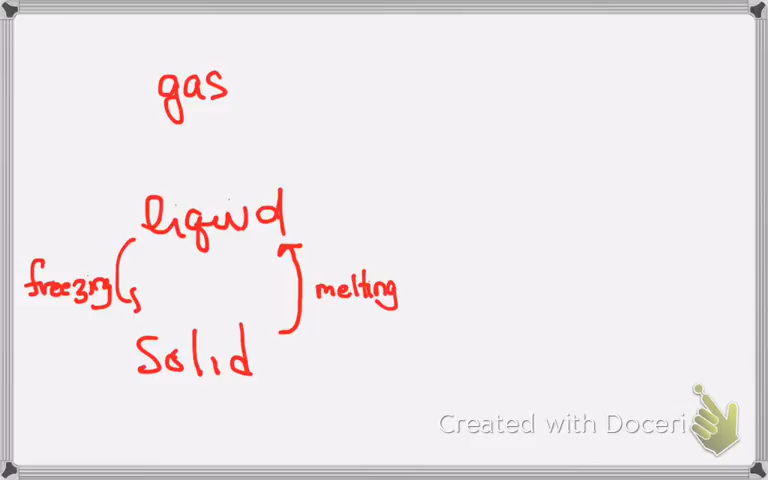 gas
liquid
freezing
melting
Solid
Created with Doceri